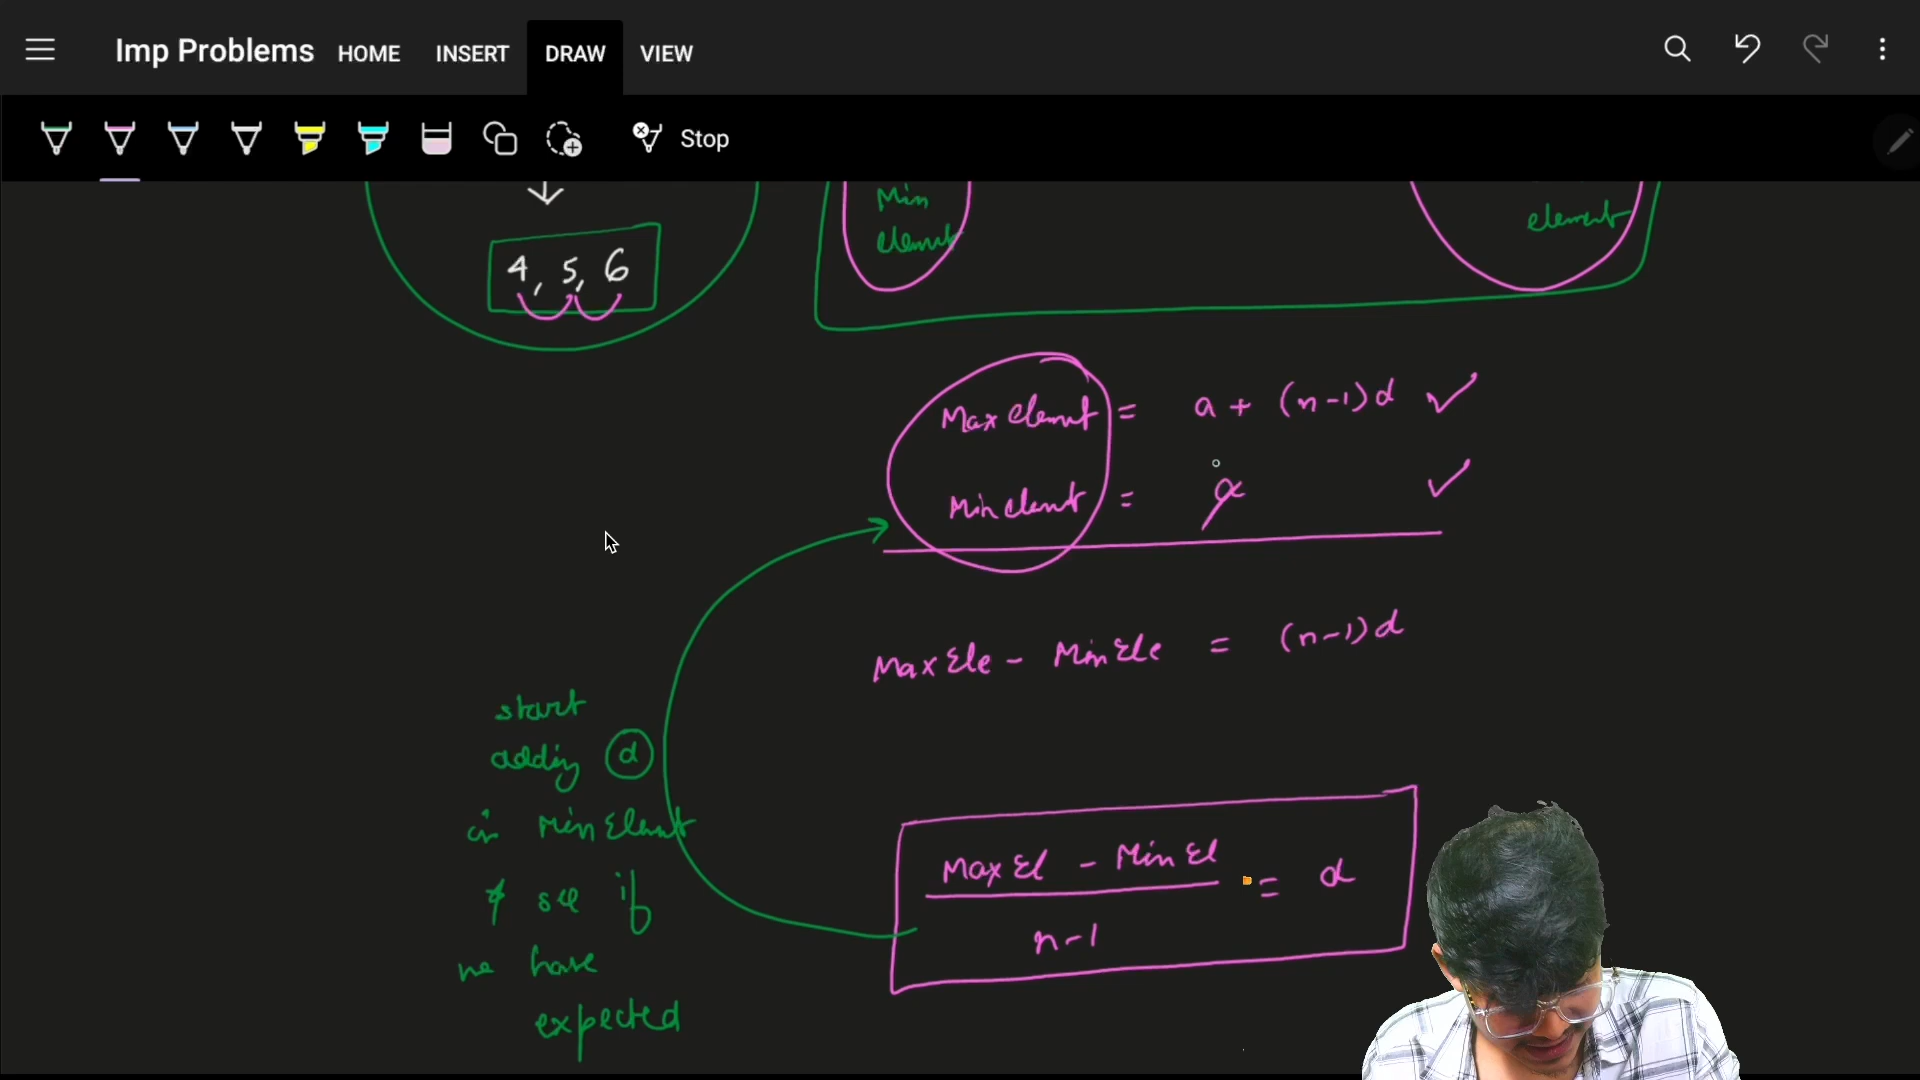 Imp Problems HOME INSERT DRAW VIEW
Stop
4, 5, 6
Min
element
element
Max element = a + (n-1)d
Min element = a
Max Ele - Min Ele = (n-1)d
start
adding d
in Min Element
& see if
we have
expected
Max El - Min El = d
n-1